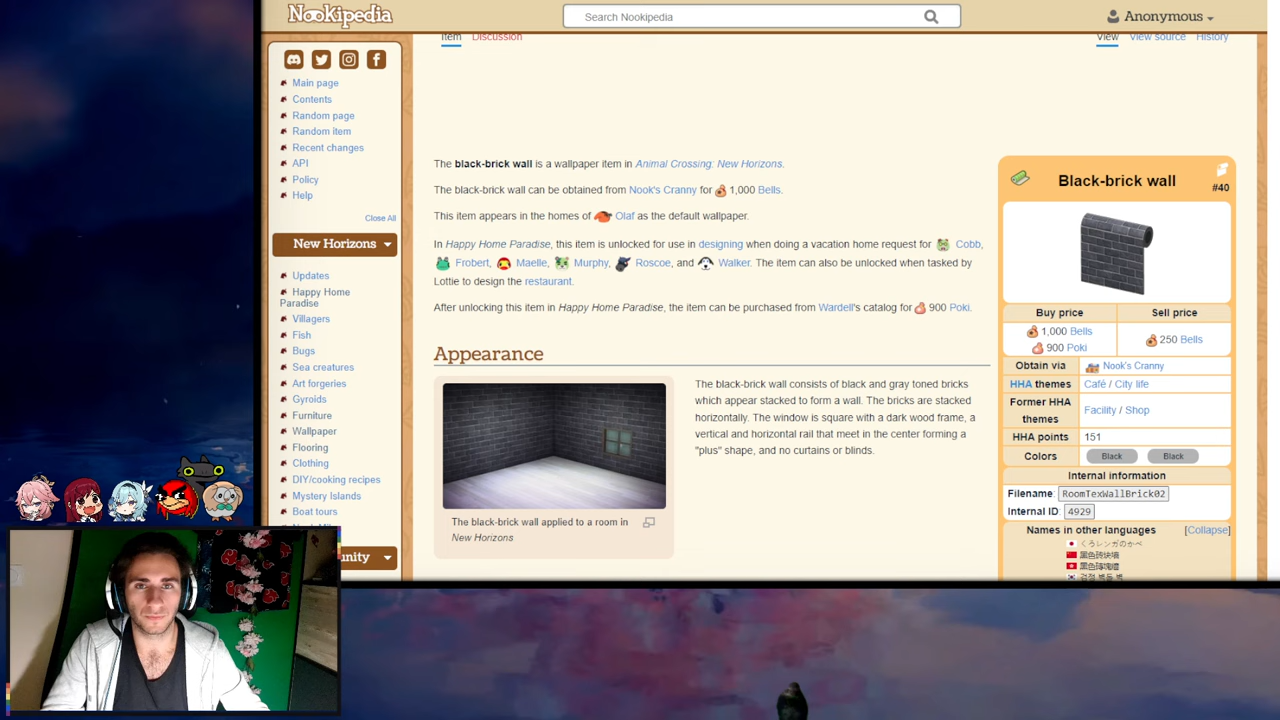 Nookipedia
Search Nookipedia
Anonymous
Item Discussion
View View source History
Main page
Contents
Random page
Random item
Recent changes
API
Policy
Help
Close All
New Horizons
Updates
Happy Home
Paradise
Villagers
Fish
Bugs
Sea creatures
Art forgeries
Gyroids
Furniture
Wallpaper
Flooring
Clothing
DIY/cooking recipes
Mystery Islands
Boat tours
unity
The black-brick wall is a wallpaper item in Animal Crossing: New Horizons.
The black-brick wall can be obtained from Nook's Cranny for 1,000 Bells.
This item appears in the homes of Olaf as the default wallpaper.
In Happy Home Paradise, this item is unlocked for use in designing when doing a vacation home request for Cobb,
Frobert, Maelle, Murphy, Roscoe, and Walker. The item can also be unlocked when tasked by
Lottie to design the restaurant.
After unlocking this item in Happy Home Paradise, the item can be purchased from Wardell's catalog for 900 Poki.
Appearance
The black-brick wall applied to a room in
New Horizons
The black-brick wall consists of black and gray toned bricks
which appear stacked to form a wall. The bricks are stacked
horizontally. The window is square with a dark wood frame, a
vertical and horizontal rail that meet in the center forming a
"plus" shape, and no curtains or blinds.
Black-brick wall
#40
Buy price Sell price
1,000 Bells
900 Poki
250 Bells
Obtain via Nook's Cranny
HHA themes Café / City life
Former HHA
themes
Facility / Shop
HHA points 151
Colors Black Black
Internal information
Filename: RoomTexWallBrick02
Internal ID: 4929
Names in other languages [Collapse]
くろレンガのかべ
黑色砖块墙
黑色磚塊牆